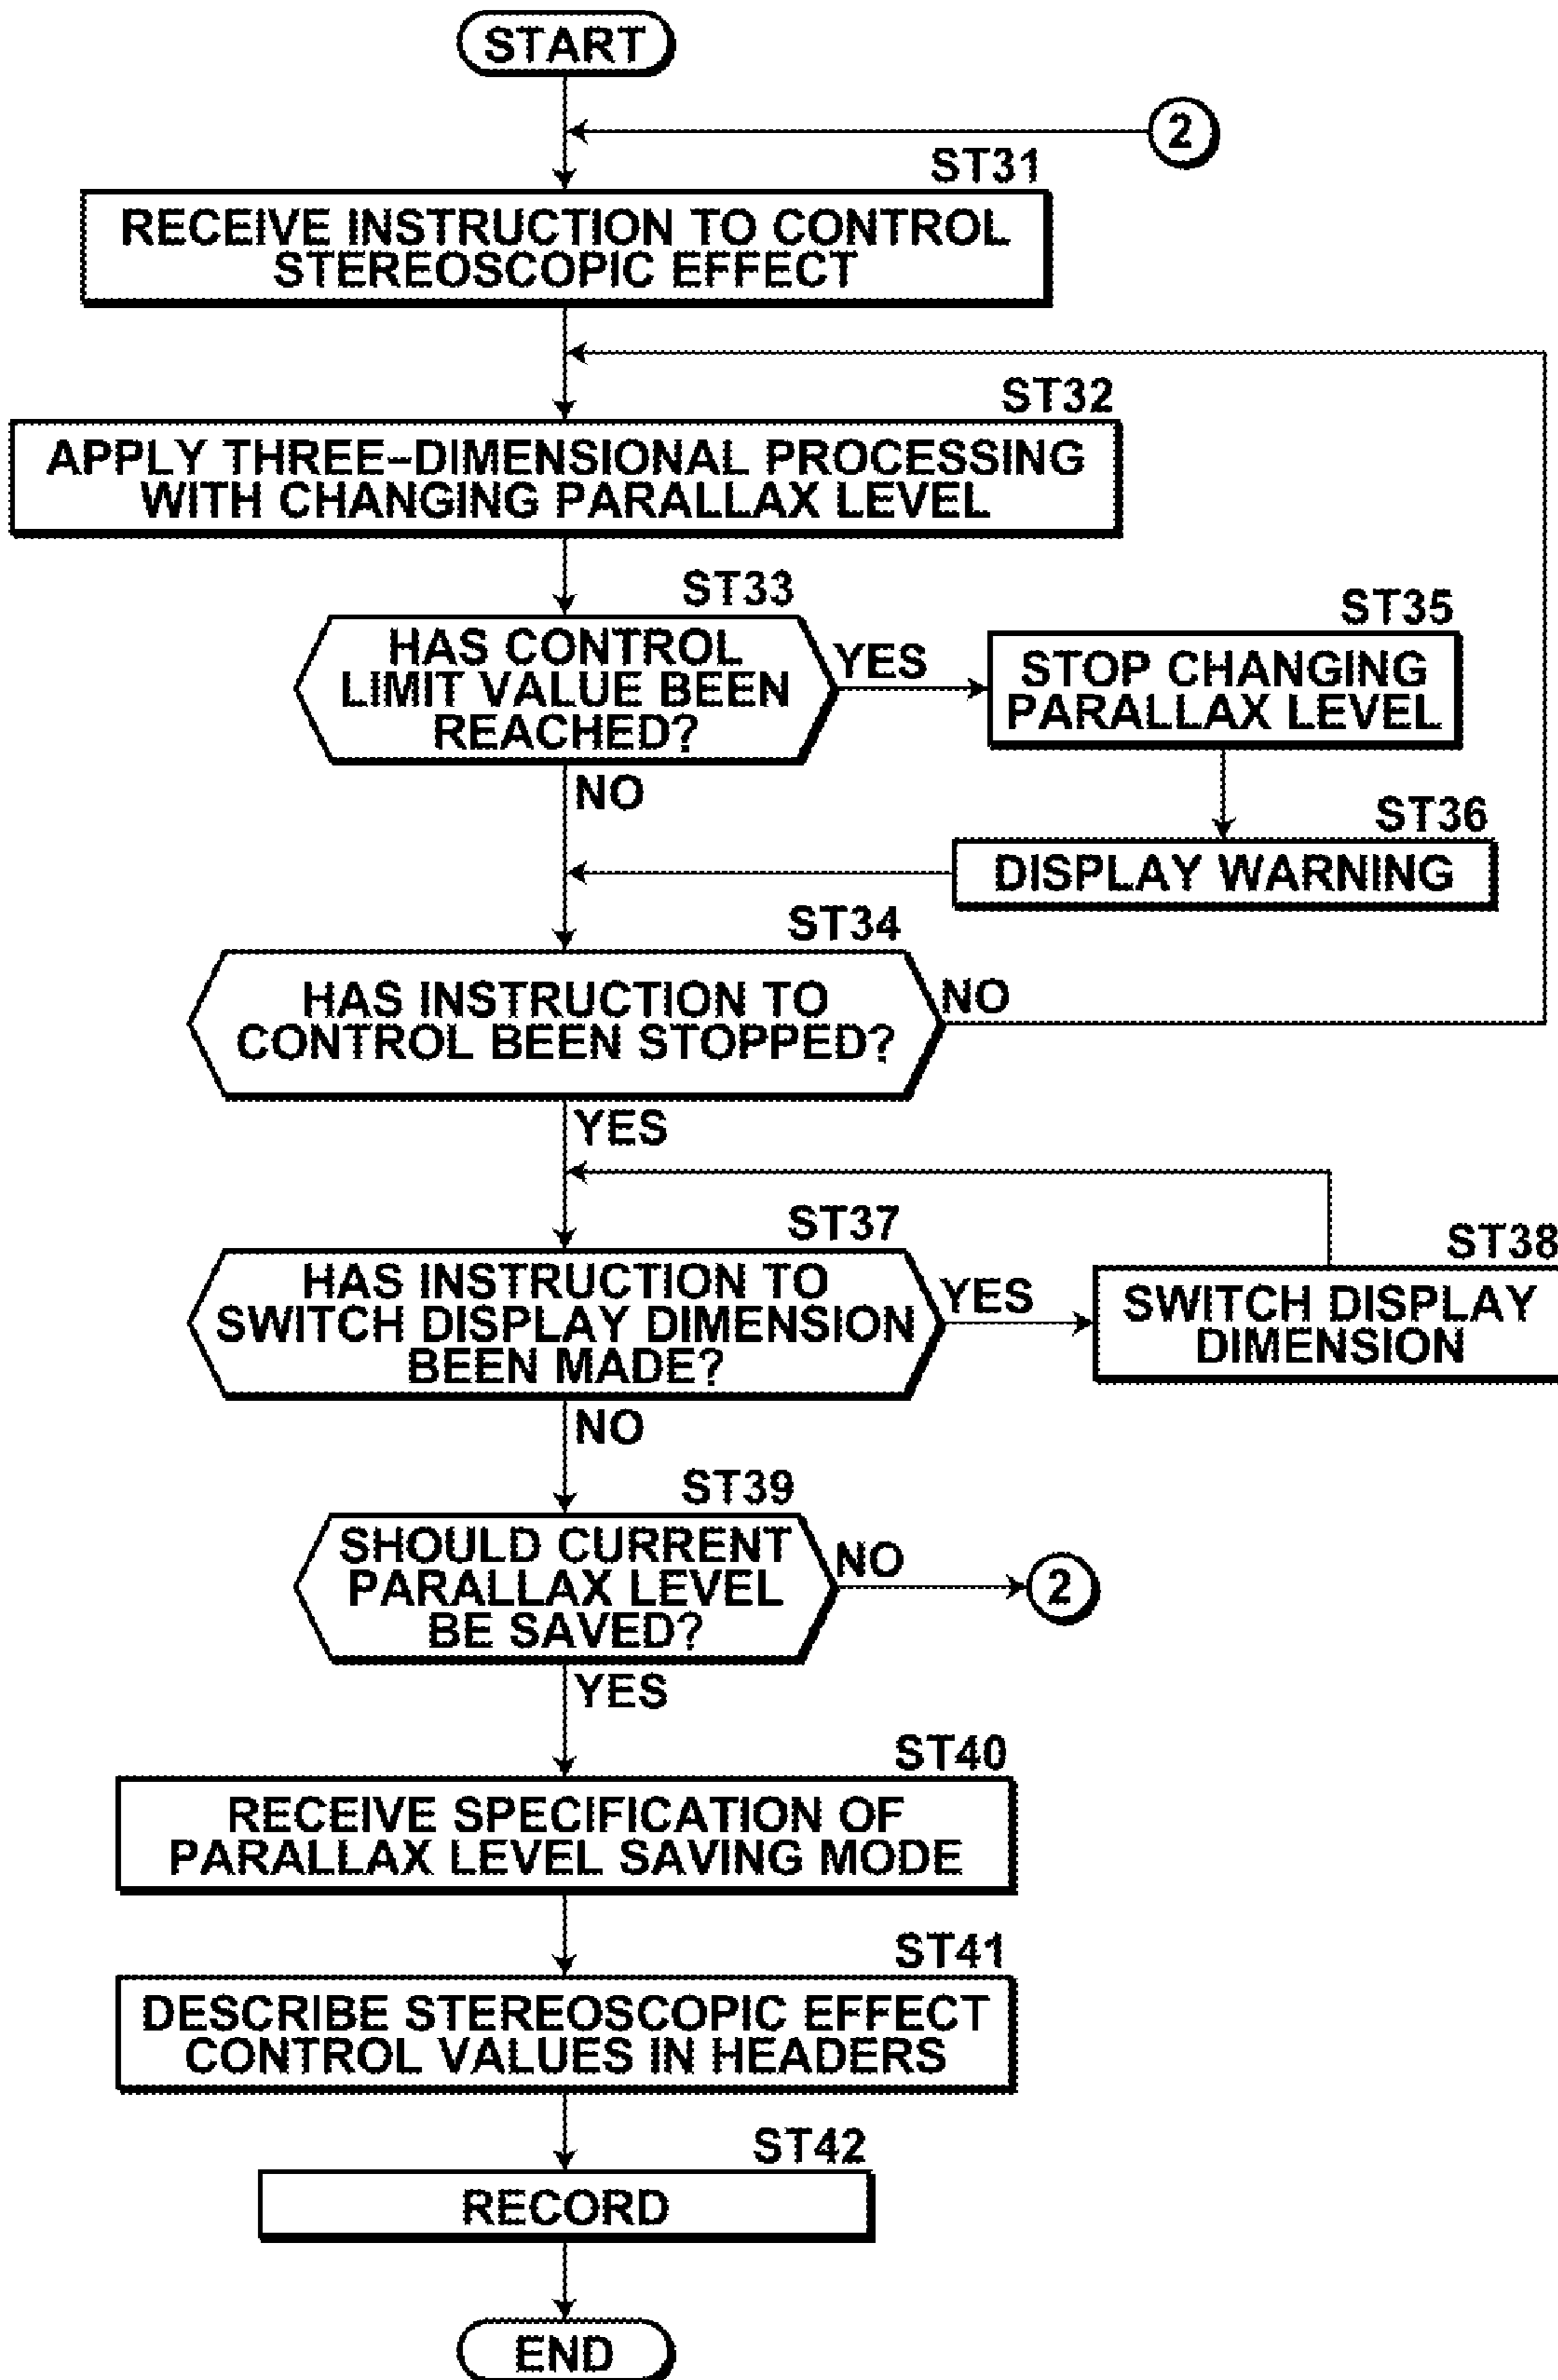 START
2
ST31
RECEIVE INSTRUCTION TO CONTROL
STEREOSCOPIC EFFECT
ST32
APPLY THREE-DIMENSIONAL PROCESSING
WITH CHANGING PARALLAX LEVEL
ST33
HAS CONTROL
LIMIT VALUE BEEN
REACHED?
YES
NO
ST35
STOP CHANGING
PARALLAX LEVEL
ST36
DISPLAY WARNING
ST34
HAS INSTRUCTION TO
CONTROL BEEN STOPPED?
NO
YES
ST37
HAS INSTRUCTION TO
SWITCH DISPLAY DIMENSION
BEEN MADE?
YES
NO
ST38
SWITCH DISPLAY
DIMENSION
ST39
SHOULD CURRENT
PARALLAX LEVEL
BE SAVED?
NO
2
YES
ST40
RECEIVE SPECIFICATION OF
PARALLAX LEVEL SAVING MODE
ST41
DESCRIBE STEREOSCOPIC EFFECT
CONTROL VALUES IN HEADERS
ST42
RECORD
END